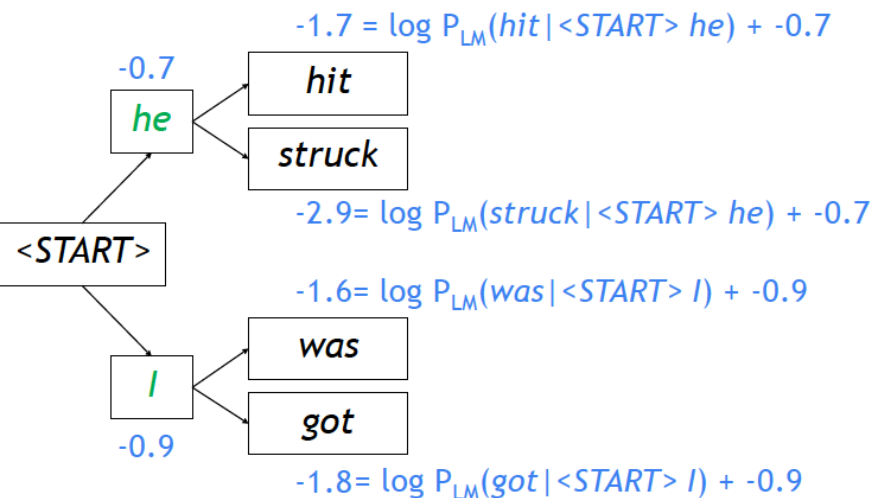 -1.7 = log P_LM(hit|<START> he) + -0.7
-0.7
hit
he
struck
-2.9= log P_LM(struck|<START> he) + -0.7
<START>
-1.6= log P_LM(was|<START> I) + -0.9
was
I
got
-0.9
-1.8= log P_LM(got|<START> I) + -0.9